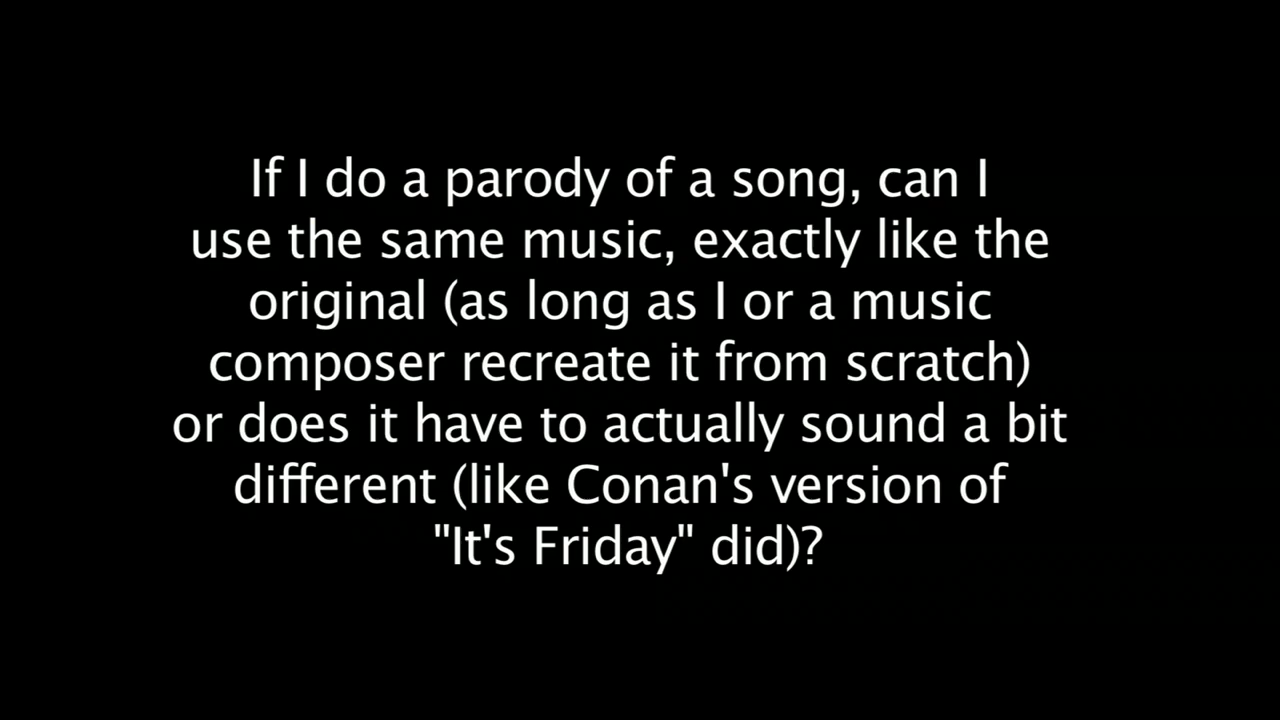 If I do a parody of a song, can I
use the same music, exactly like the
original (as long as I or a music
composer recreate it from scratch)
or does it have to actually sound a bit
different (like Conan's version of
"It's Friday" did)?